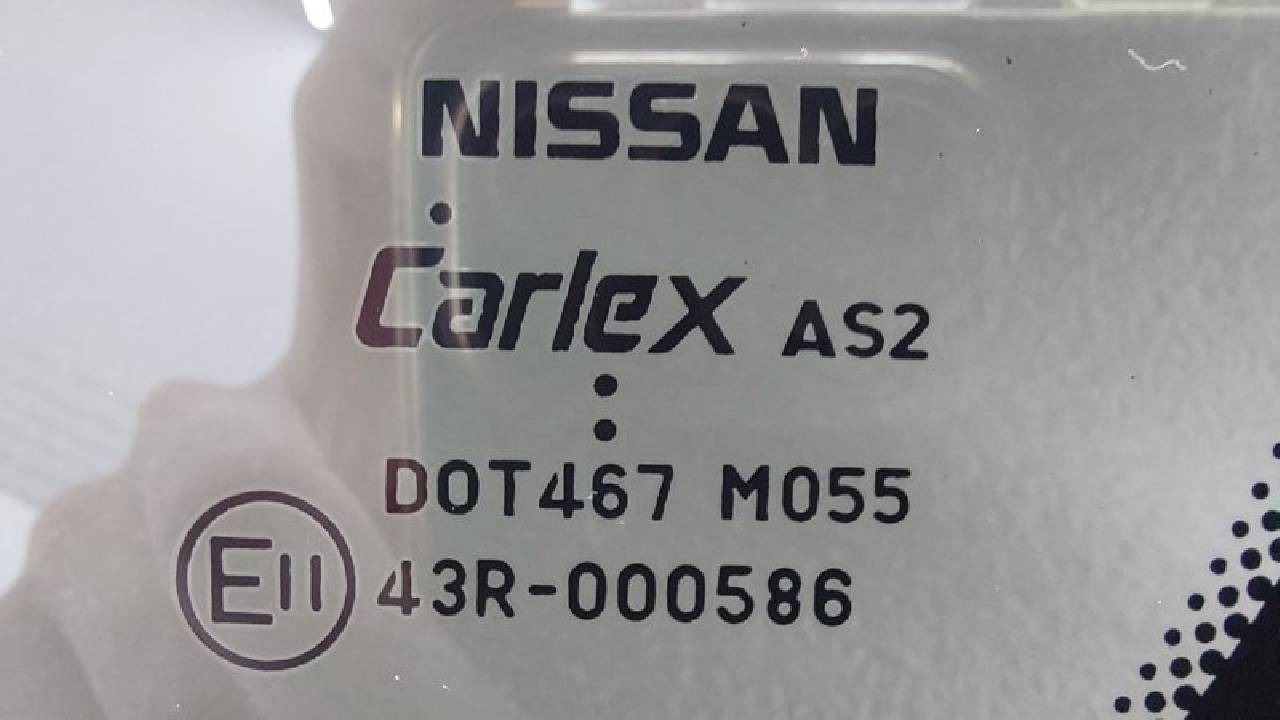 NISSAN
Carlex AS2
DOT467 M055
E11 43R-000586